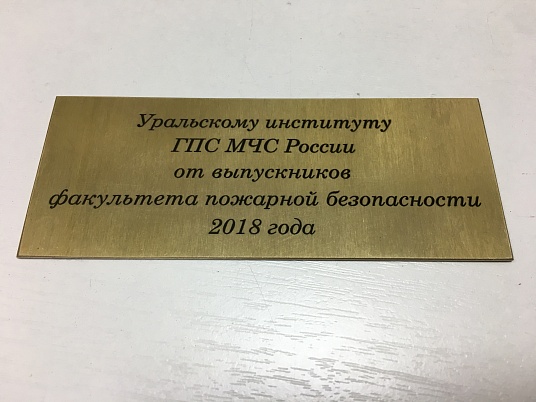 Уральскому институту
ГПС МЧС России
от выпускников
факультета пожарной безопасности
2018 года